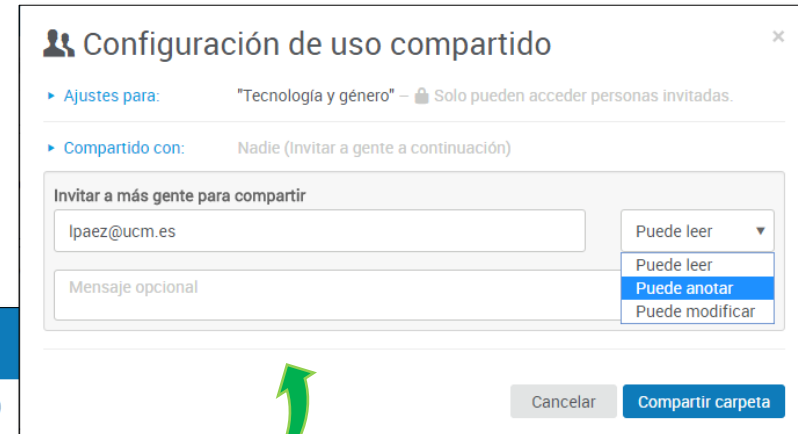 Configuración de uso compartido ×
Ajustes para: "Tecnología y género" – Solo pueden acceder personas invitadas.
Compartido con: Nadie (Invitar a gente a continuación)
Invitar a más gente para compartir
lpaez@ucm.es Puede leer
Puede leer
Mensaje opcional Puede anotar
Puede modificar
Cancelar Compartir carpeta